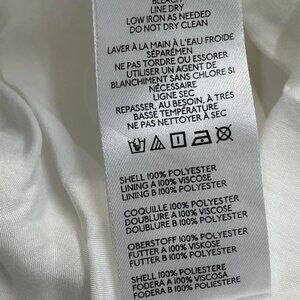 BLEACH
LINE DRY
LOW IRON AS NEEDED
DO NOT DRY CLEAN
LAVER À LA MAIN À L'EAU FROIDE
SÉPARÉMEN
NE PAS TORDRE OU ESSORER
UTILISER UN AGENT DE
BLANCHIMENT SANS CHLORE SI
NÉCESSAIRE
LIGNE SEC
REPASSER, AU BESOIN, À TRÉS
BASSE TEMPÉRATURE
NE PAS NETTOYER À SEC
SHELL 100% POLYESTER
LINING A 100% VISCOSE
LINING B 100% POLYESTER
COQUILLE 100% POLYESTER
DOUBLURE A 100% VISCOSE
DOUBLURE B 100% POLYESTER
OBERSTOFF 100% POLYESTER
FUTTER A 100% VISKOSE
FUTTER B 100% POLYESTER
SHELL 100% POLIESTERE
FODERA A 100% VISCOSA
FODERA B 100% POLIESTERE